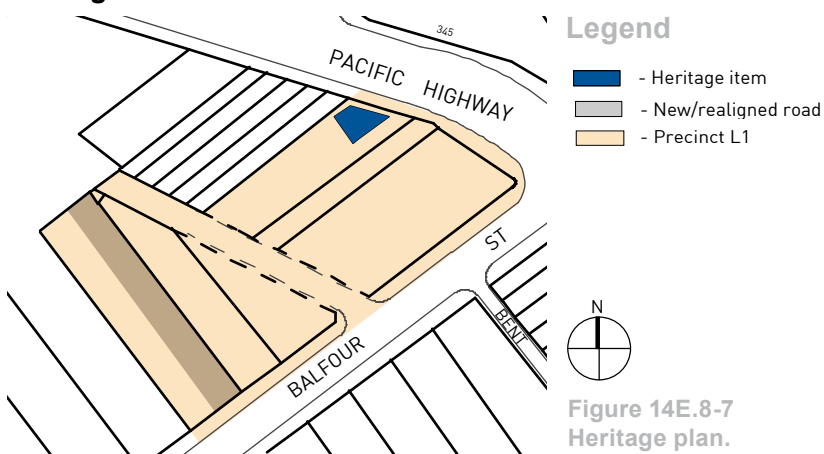 345
PACIFIC HIGHWAY
ST
BALFOUR
BENT
Legend
- Heritage item
- New/realigned road
- Precinct L1
N
Figure 14E.8-7
Heritage plan.